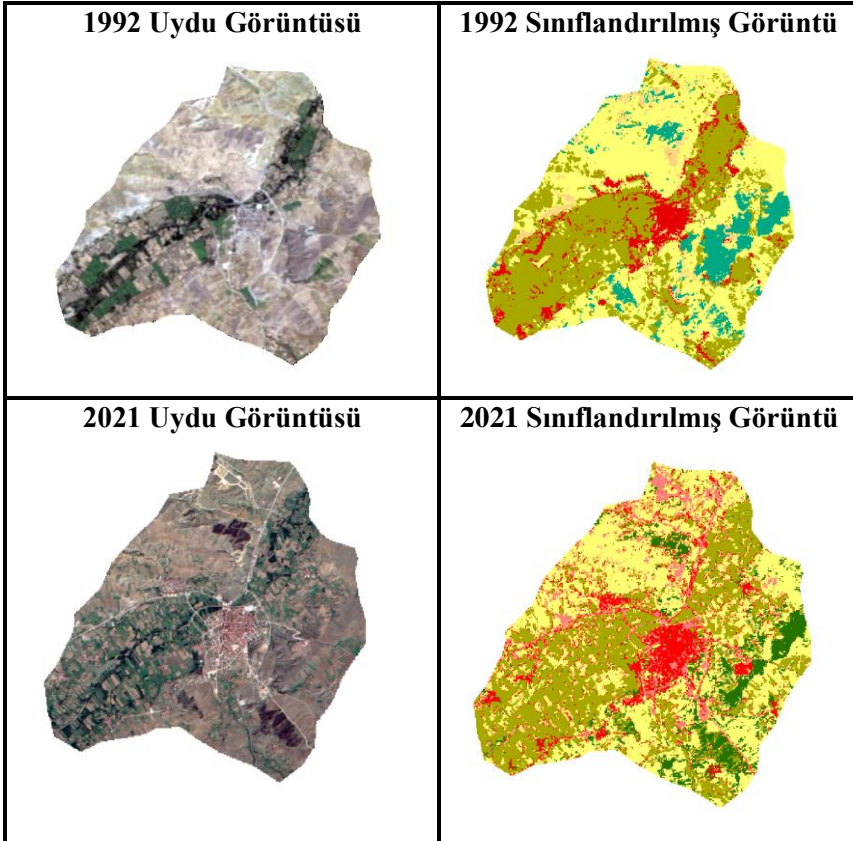 1992 Uydu Görüntüsü
1992 Sınıflandırılmış Görüntü
2021 Uydu Görüntüsü
2021 Sınıflandırılmış Görüntü